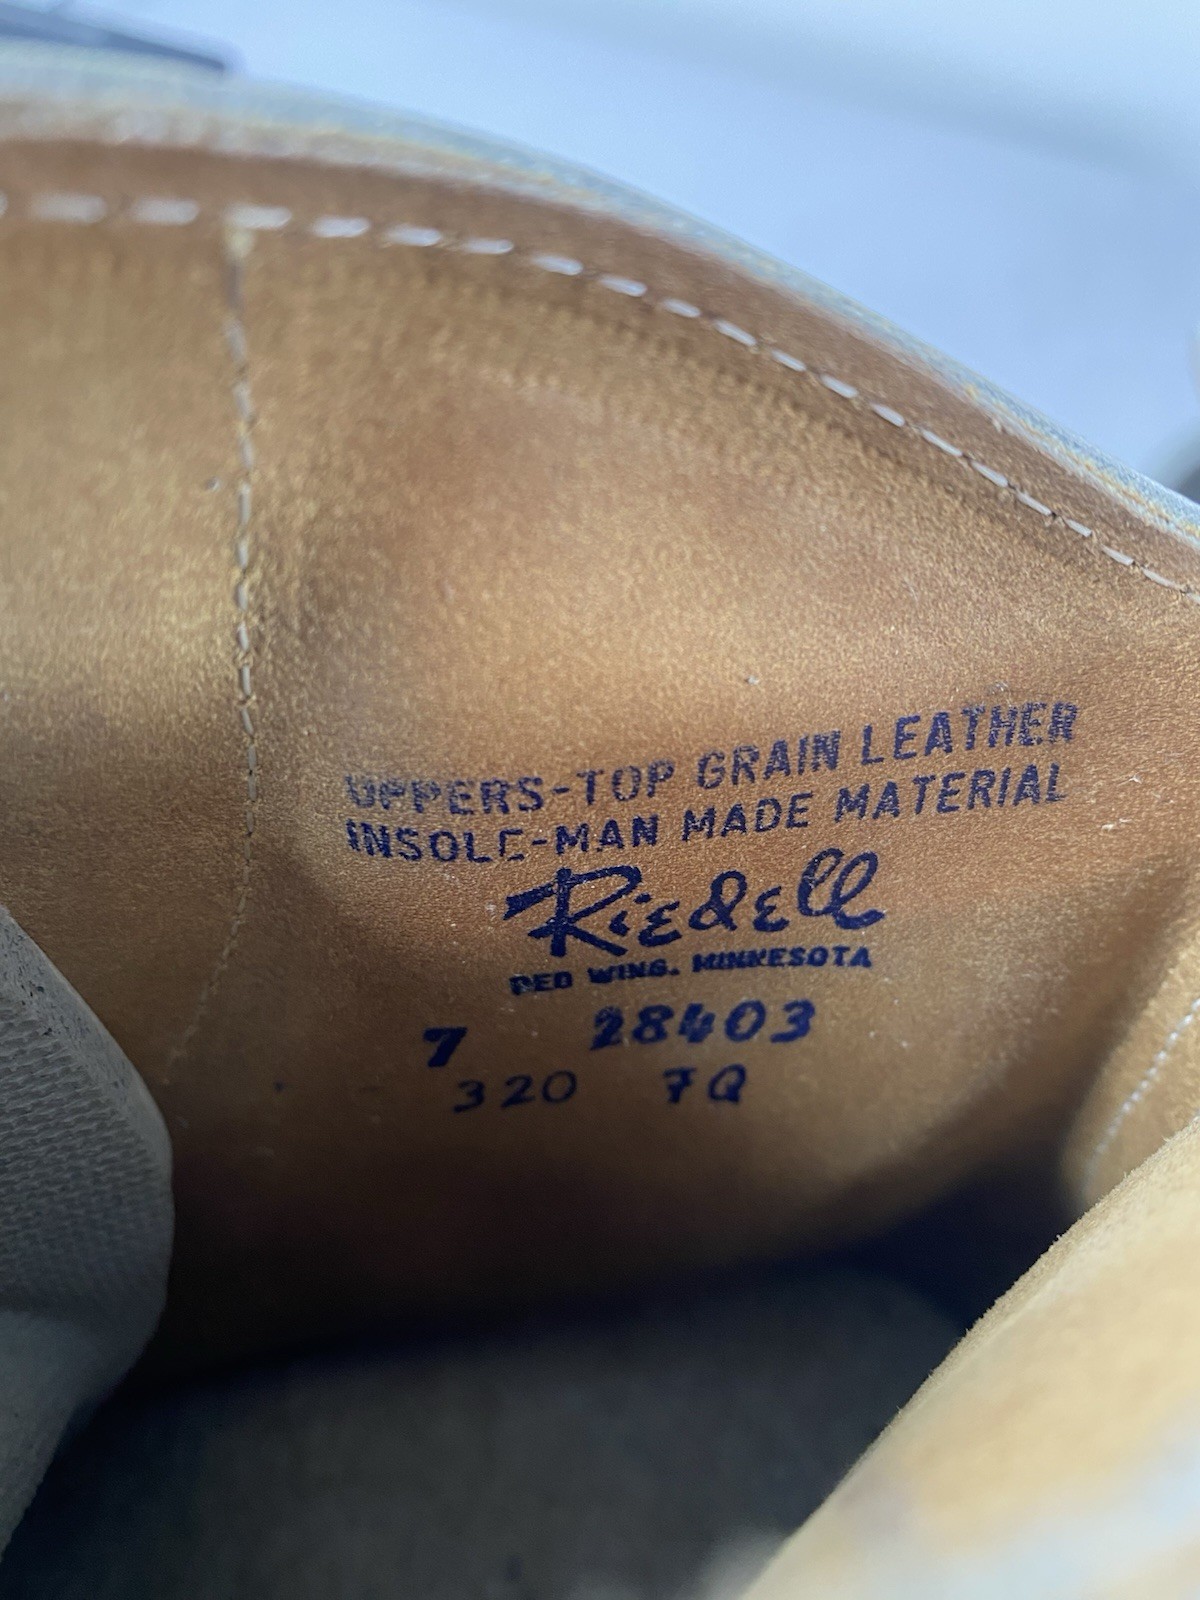 UPPERS-TOP GRAIN LEATHER
INSOLE-MAN MADE MATERIAL
Riedell
RED WING, MINNESOTA
7 28403
320 7Q